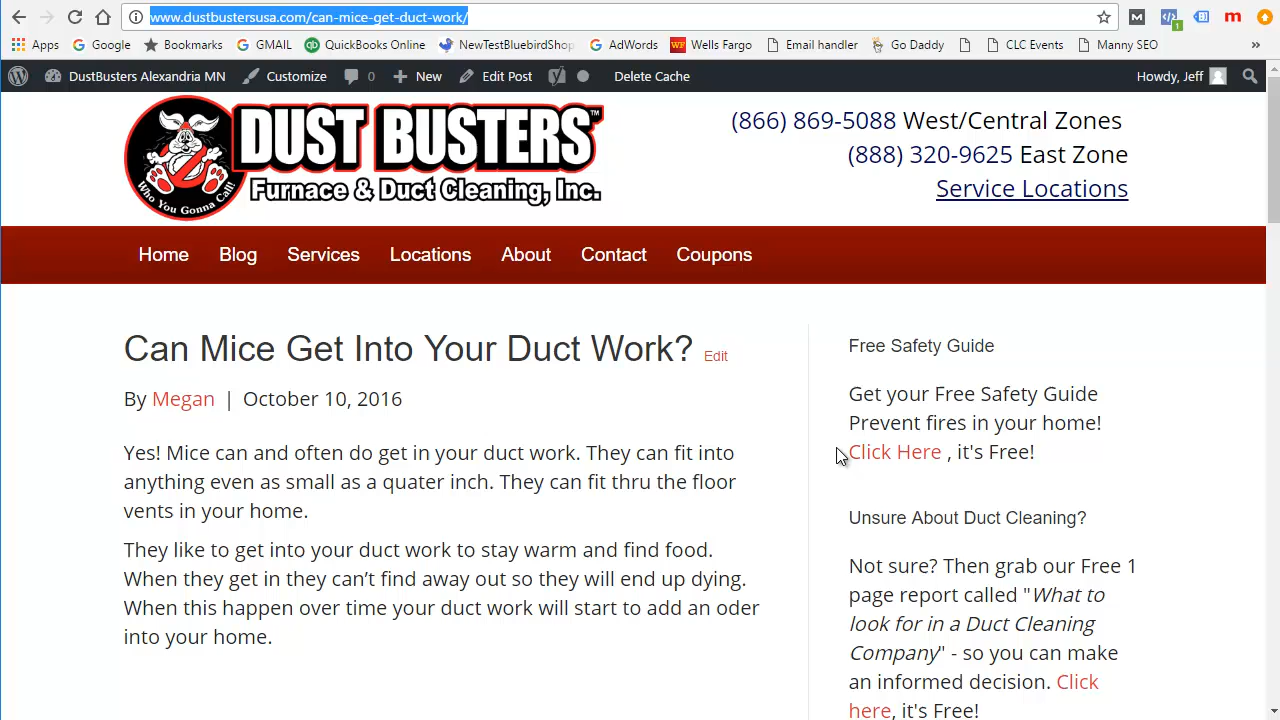 www.dustbustersusa.com/can-mice-get-duct-work/
Apps Google Bookmarks GMAIL QuickBooks Online NewTestBluebirdShop AdWords Wells Fargo Email handler Go Daddy CLC Events Manny SEO »
DustBusters Alexandria MN Customize 0 New Edit Post Delete Cache Howdy, Jeff
DUST BUSTERS™
Furnace & Duct Cleaning, Inc.
Who You Gonna Call!
(866) 869-5088 West/Central Zones
(888) 320-9625 East Zone
Service Locations
Home Blog Services Locations About Contact Coupons
Can Mice Get Into Your Duct Work? Edit
By Megan | October 10, 2016
Yes! Mice can and often do get in your duct work. They can fit into
anything even as small as a quater inch. They can fit thru the floor
vents in your home.
They like to get into your duct work to stay warm and find food.
When they get in they can’t find away out so they will end up dying.
When this happen over time your duct work will start to add an oder
into your home.
Free Safety Guide
Get your Free Safety Guide
Prevent fires in your home!
Click Here , it's Free!
Unsure About Duct Cleaning?
Not sure? Then grab our Free 1
page report called "What to
look for in a Duct Cleaning
Company" - so you can make
an informed decision. Click
here, it's Free!